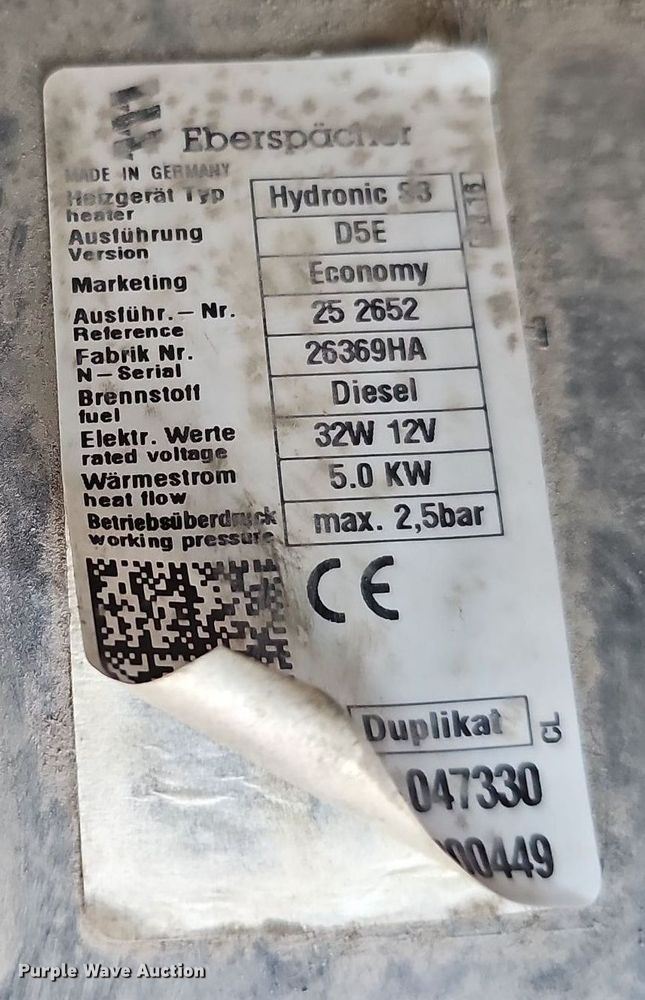 Eberspächer
MADE IN GERMANY
Heizgerät Typ Hydronic S3
heater
Ausführung D5E
Version
Marketing Economy
Ausführ.- Nr. 25 2652
Reference
Fabrik Nr. 26369HA
N-Serial
Brennstoff Diesel
fuel
Elektr. Werte 32W 12V
rated voltage
Wärmestrom 5.0 KW
heat flow
Betriebsüberdruck max. 2,5bar
working pressure
CE
Duplikat CL
047330
00449
Purple Wave Auction